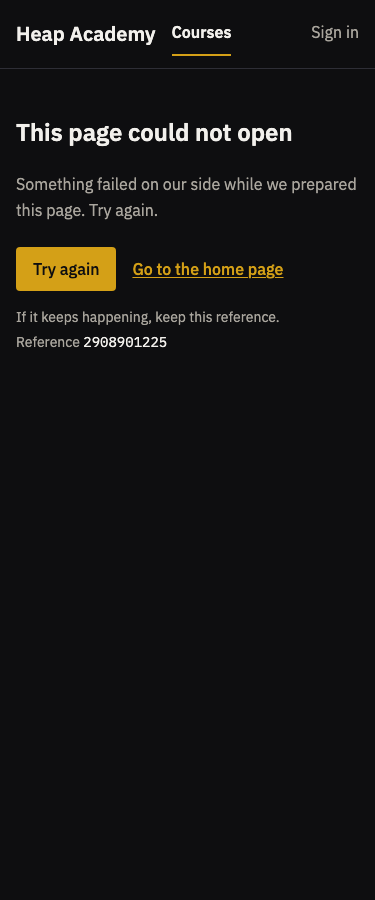 Heap Academy Courses Sign in
This page could not open
Something failed on our side while we prepared
this page. Try again.
Try again Go to the home page
If it keeps happening, keep this reference.
Reference 2908901225